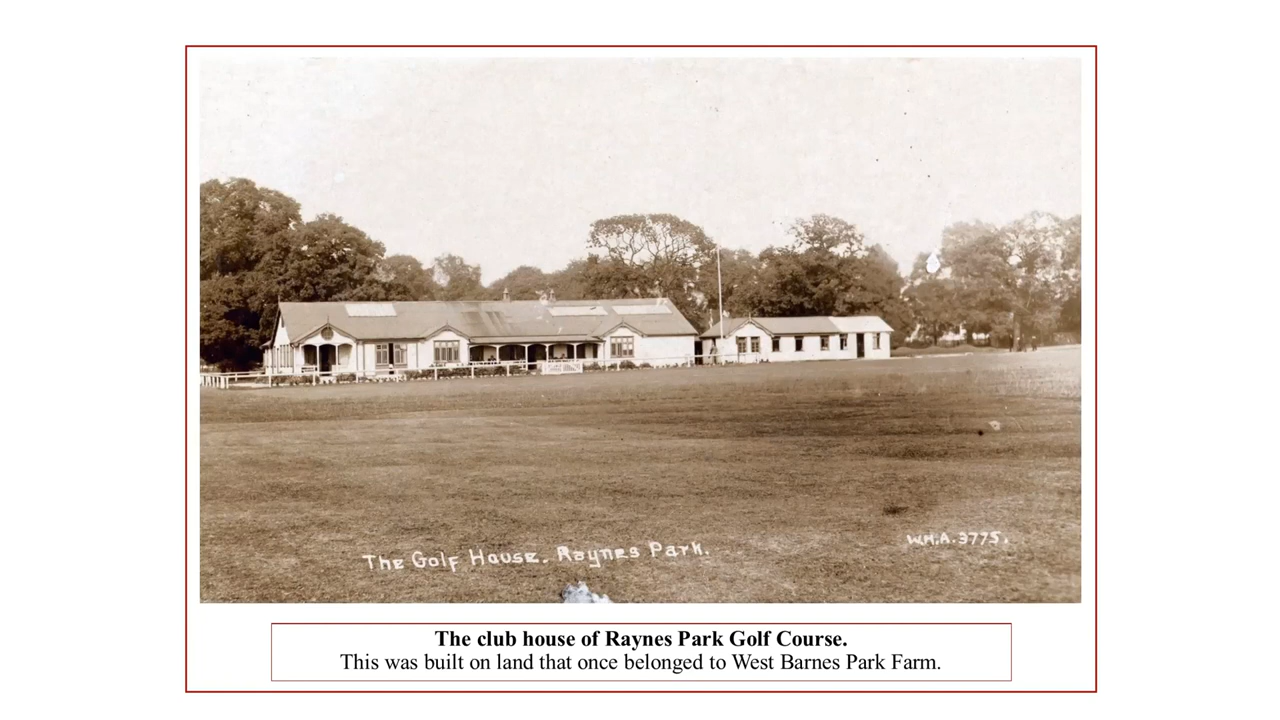 The Golf House. Raynes Park.
W.H.A. 3775.
The club house of Raynes Park Golf Course.
This was built on land that once belonged to West Barnes Park Farm.